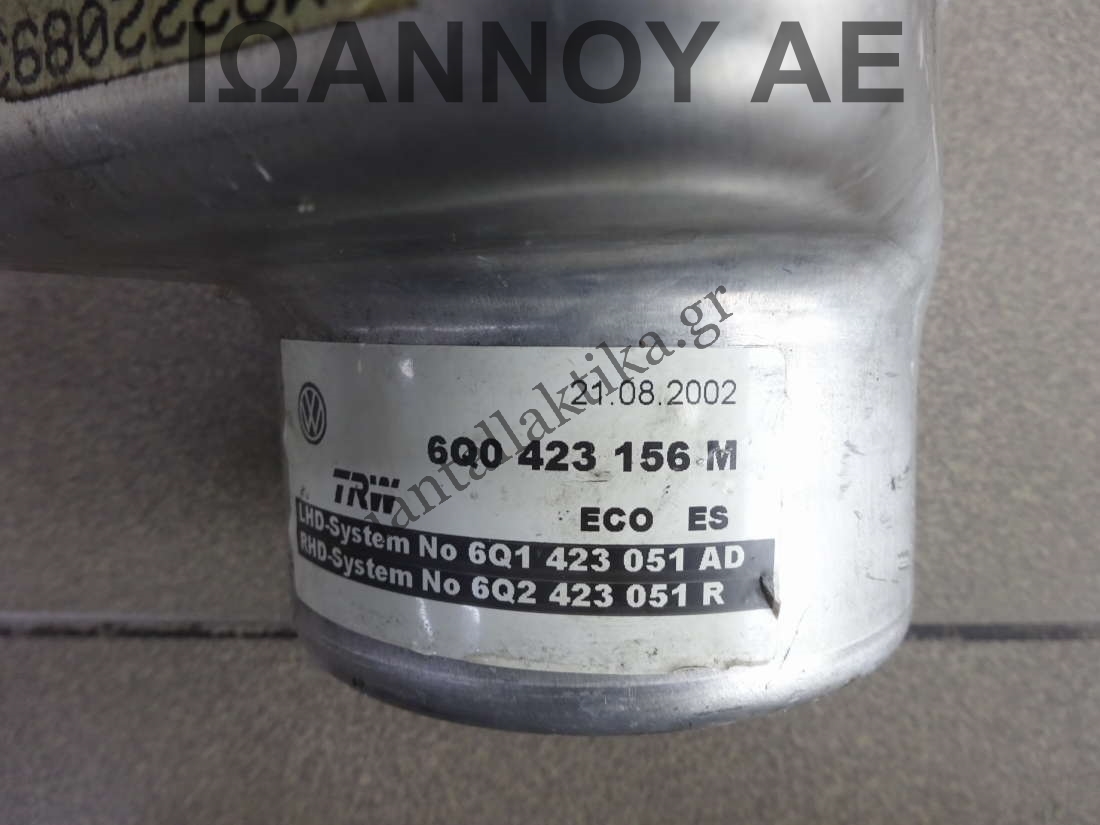 ΙΩΑΝΝΟΥ ΑΕ
antallaktika.gr
21.08.2002
6Q0 423 156 M
TRW
ECO ES
LHD-System No 6Q1 423 051 AD
RHD-System No 6Q2 423 051 R